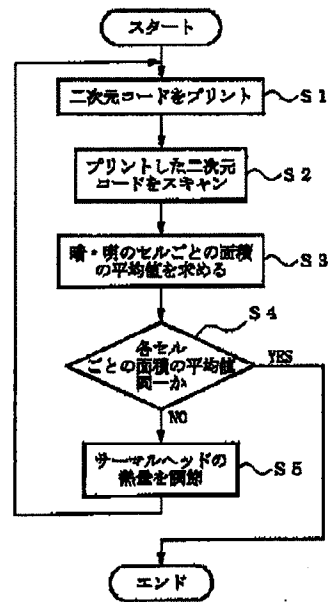 スタート
二次元コードをプリント
S1
プリントした二次元
コードをスキャン
S2
暗・明のセルごとの面積
の平均値を求める
S3
S4
各セル
ごとの面積の平均値
同一か
YES
NO
サーマルヘッドの
熱量を調節
S5
エンド